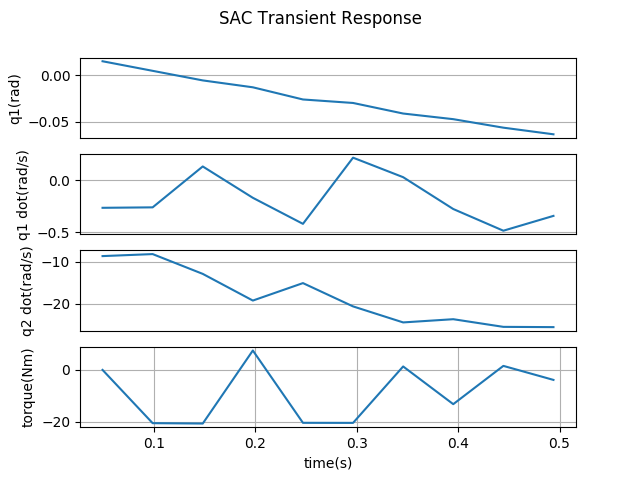 SAC Transient Response
q1(rad)
0.00
−0.05
q1 dot(rad/s)
0.0
−0.5
q2 dot(rad/s)
−10
−20
torque(Nm)
0
−20
0.1 0.2 0.3 0.4 0.5
time(s)